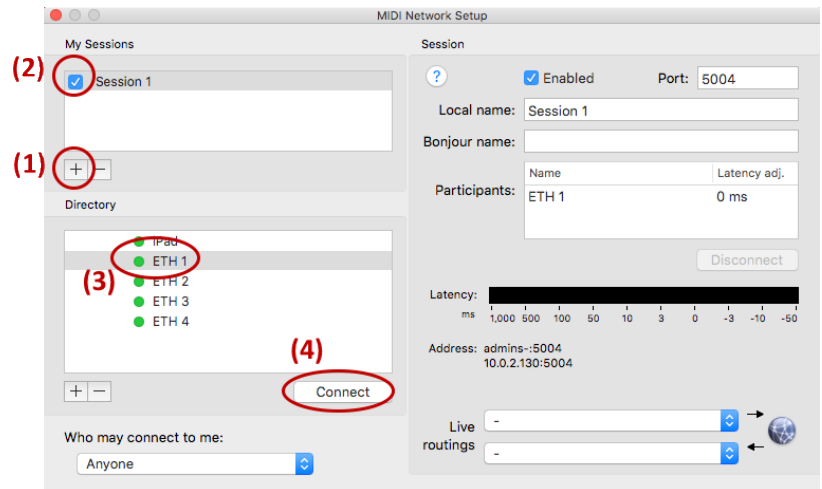 MIDI Network Setup
My Sessions
(2)
Session 1
(1)
+ −
Directory
iPad
ETH 1
(3)
ETH 2
ETH 3
ETH 4
(4)
+ −
Connect
Who may connect to me:
Anyone
Session
?
Enabled
Port: 5004
Local name: Session 1
Bonjour name:
Participants:
Name Latency adj.
ETH 1 0 ms
Disconnect
Latency:
ms 1,000 500 100 50 10 3 0 -3 -10 -50
Address: admins-:5004
10.0.2.130:5004
Live
routings
-
-